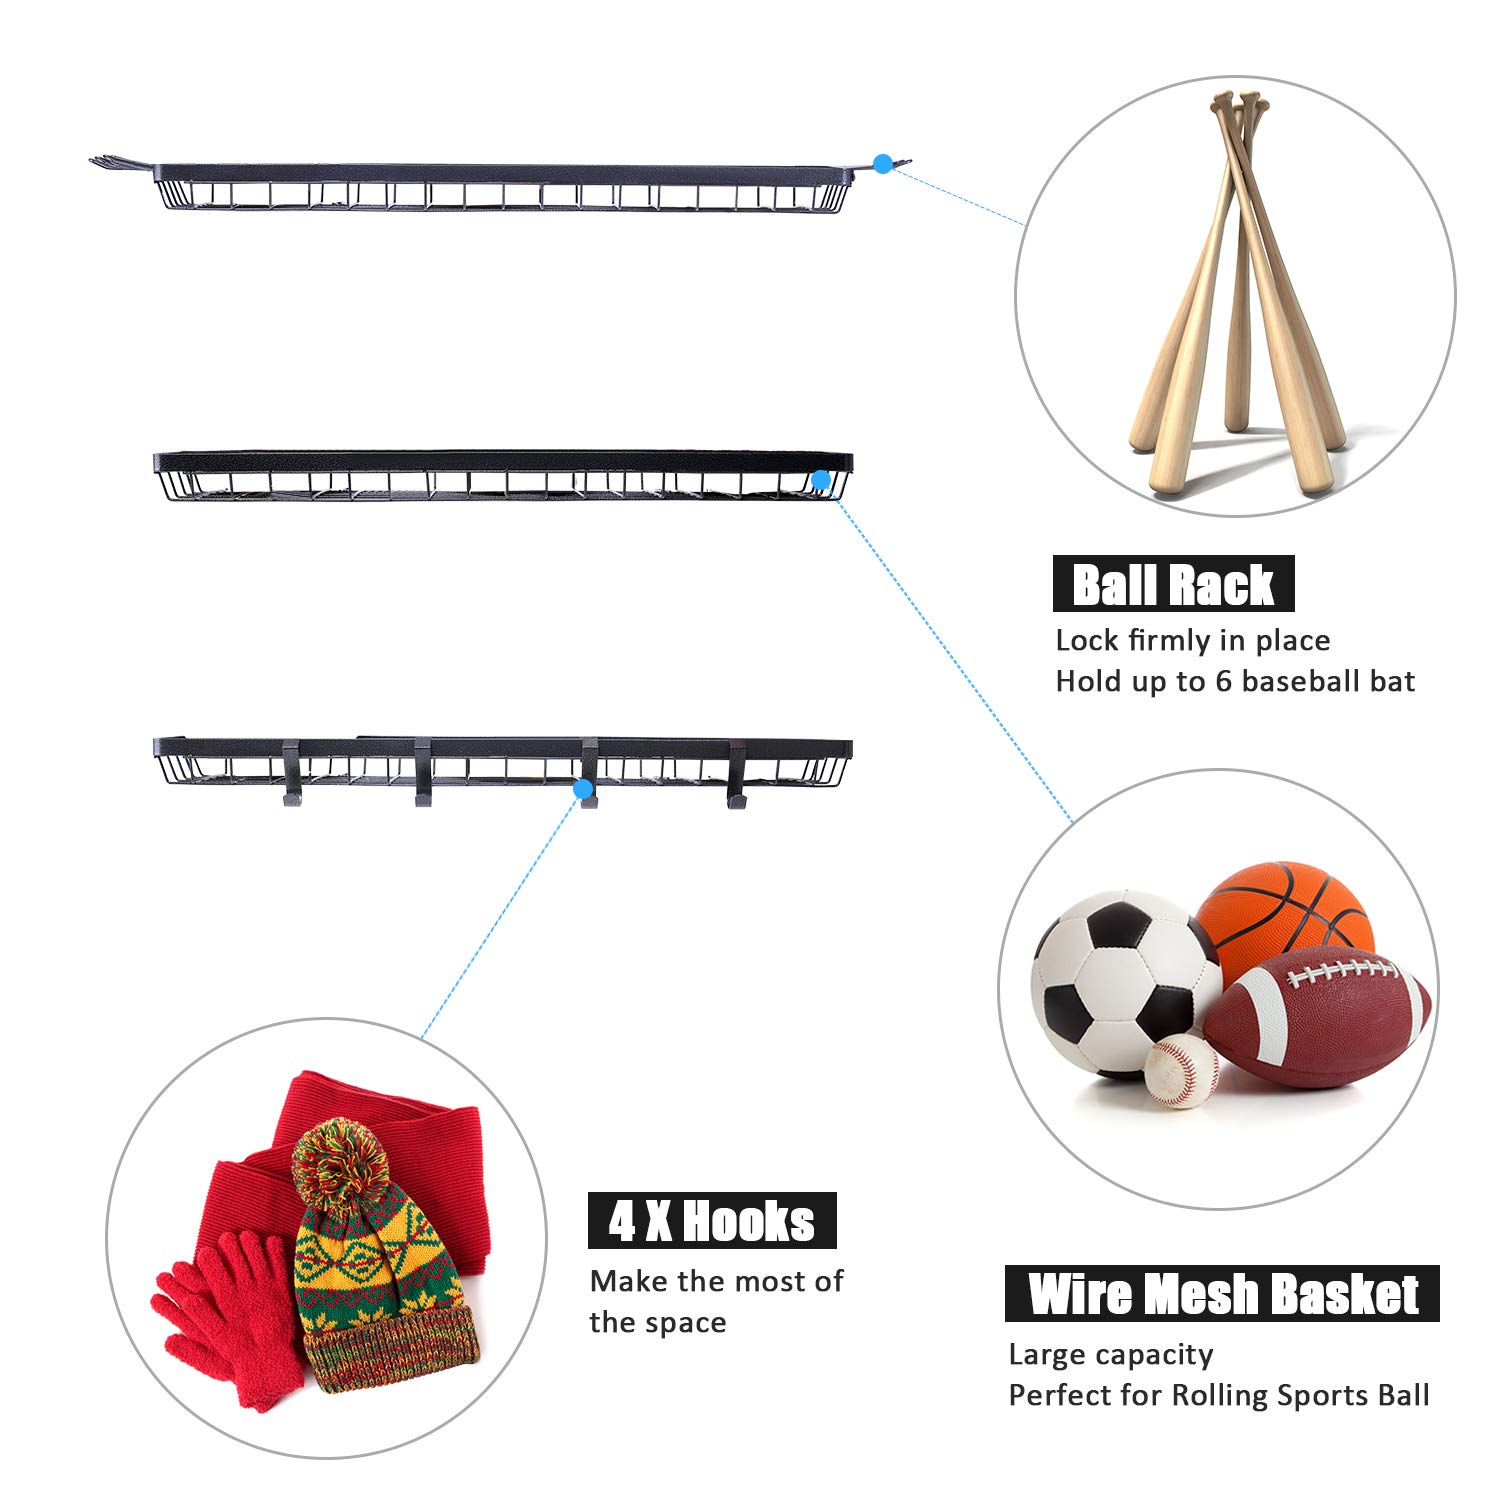 Ball Rack
Lock firmly in place
Hold up to 6 baseball bat
4 X Hooks
Make the most of
the space
Wire Mesh Basket
Large capacity
Perfect for Rolling Sports Ball